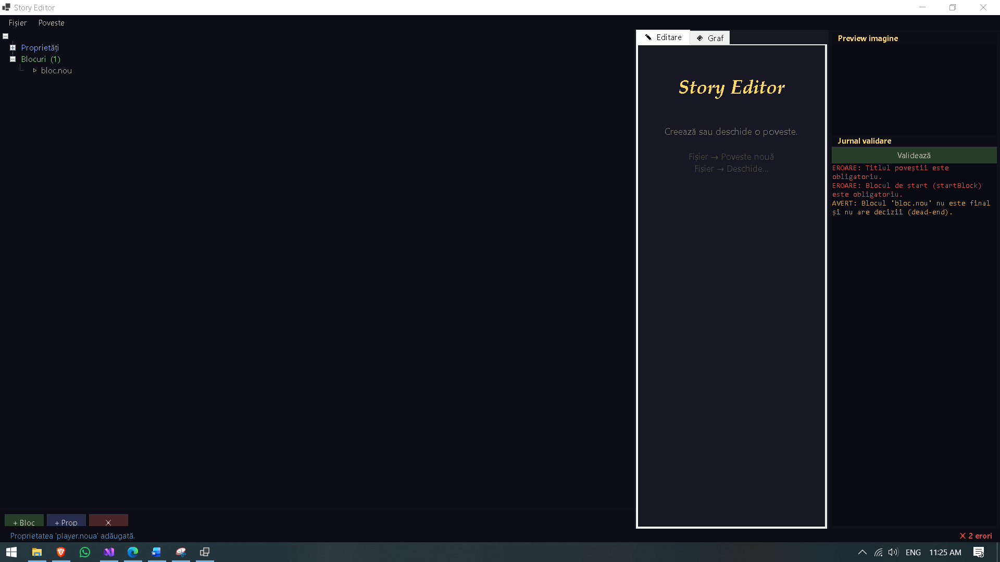 Story Editor
Fișier Poveste
Proprietăți
Blocuri (1)
bloc.nou
+ Bloc + Prop X
Proprietatea 'player.noua' adăugată.
Editare Graf
Story Editor
Creează sau deschide o poveste.
Fișier → Poveste nouă
Fișier → Deschide...
Preview imagine
Jurnal validare
Validează
EROARE: Titlul poveștii este
obligatoriu.
EROARE: Blocul de start (startBlock)
este obligatoriu.
AVERT: Blocul 'bloc.nou' nu este final
și nu are decizii (dead-end).
X 2 erori
ENG 11:25 AM